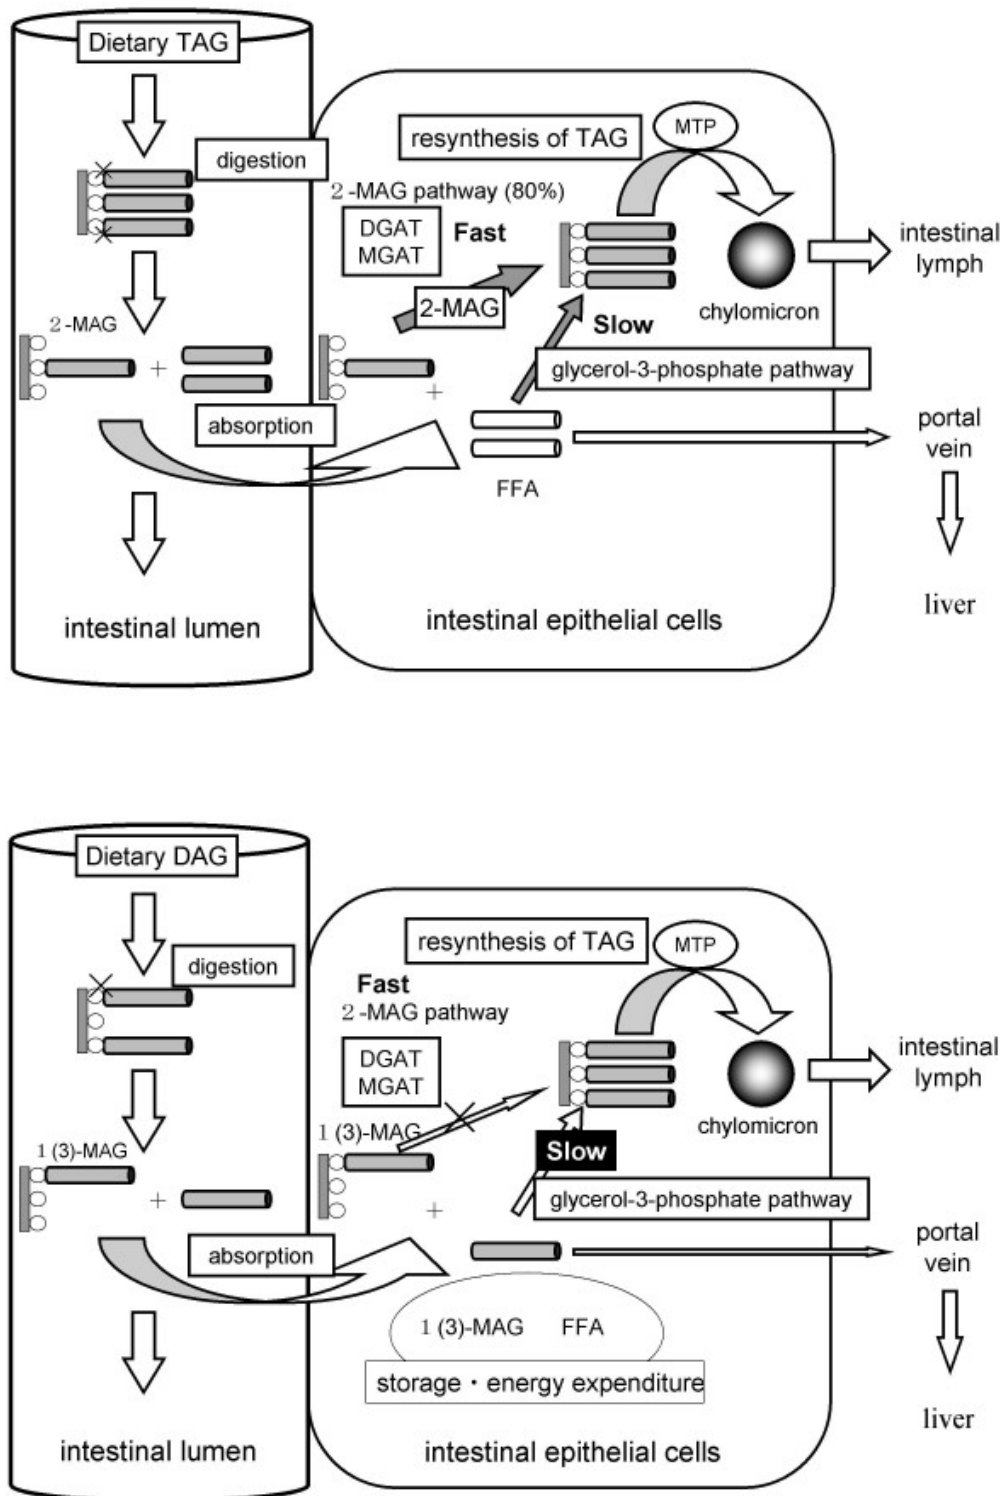 Dietary TAG
digestion
2-MAG
+
absorption
intestinal lumen
resynthesis of TAG
MTP
2-MAG pathway (80%)
DGAT
MGAT
Fast
2-MAG
Slow
glycerol-3-phosphate pathway
+
FFA
chylomicron
intestinal
lymph
portal
vein
liver
intestinal epithelial cells
Dietary DAG
digestion
1(3)-MAG
+
absorption
intestinal lumen
resynthesis of TAG
MTP
Fast
2-MAG pathway
DGAT
MGAT
1(3)-MAG
Slow
glycerol-3-phosphate pathway
+
1(3)-MAG FFA
storage・energy expenditure
chylomicron
intestinal
lymph
portal
vein
liver
intestinal epithelial cells